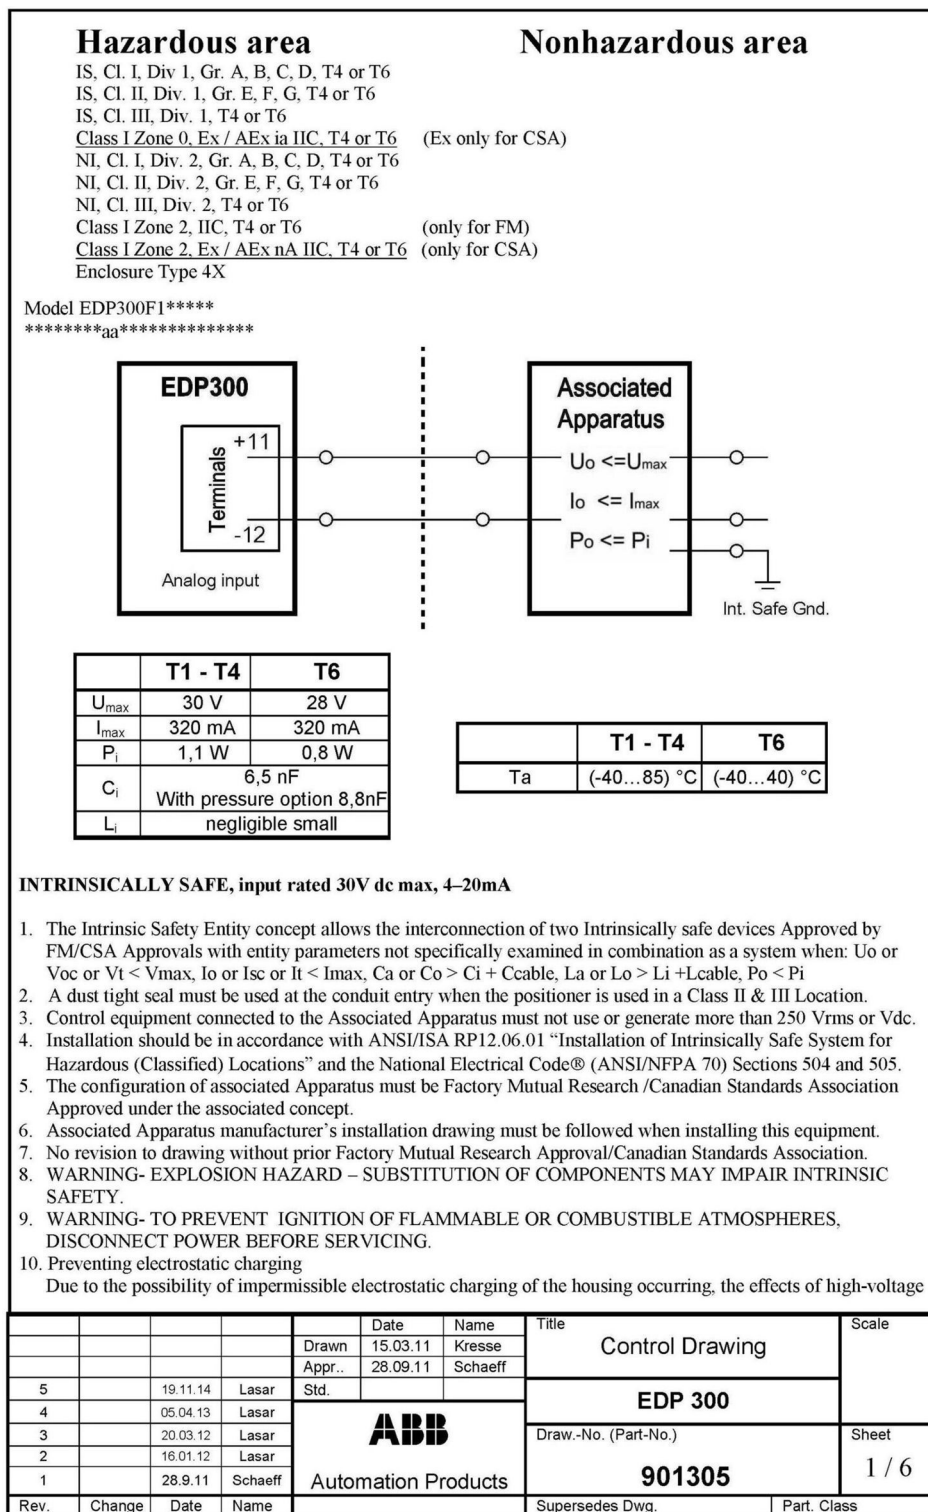 Hazardous area Nonhazardous area
IS, Cl. I, Div 1, Gr. A, B, C, D, T4 or T6
IS, Cl. II, Div. 1, Gr. E, F, G, T4 or T6
IS, Cl. III, Div. 1, T4 or T6
Class I Zone 0, Ex / AEx ia IIC, T4 or T6 (Ex only for CSA)
NI, Cl. I, Div. 2, Gr. A, B, C, D, T4 or T6
NI, Cl. II, Div. 2, Gr. E, F, G, T4 or T6
NI, Cl. III, Div. 2, T4 or T6
Class I Zone 2, IIC, T4 or T6 (only for FM)
Class I Zone 2, Ex / AEx nA IIC, T4 or T6 (only for CSA)
Enclosure Type 4X
Model EDP300F1*****
********aa**************
EDP300
Terminals
+11
-12
Analog input
Associated
Apparatus
Uo <=Umax
Io <= Imax
Po <= Pi
Int. Safe Gnd.
T1 - T4 T6
Umax 30 V 28 V
Imax 320 mA 320 mA
Pi 1,1 W 0,8 W
Ci 6,5 nF
With pressure option 8,8nF
Li negligible small
T1 - T4 T6
Ta (-40…85) °C (-40…40) °C
INTRINSICALLY SAFE, input rated 30V dc max, 4–20mA
1. The Intrinsic Safety Entity concept allows the interconnection of two Intrinsically safe devices Approved by
FM/CSA Approvals with entity parameters not specifically examined in combination as a system when: Uo or
Voc or Vt < Vmax, Io or Isc or It < Imax, Ca or Co > Ci + Ccable, La or Lo > Li +Lcable, Po < Pi
2. A dust tight seal must be used at the conduit entry when the positioner is used in a Class II & III Location.
3. Control equipment connected to the Associated Apparatus must not use or generate more than 250 Vrms or Vdc.
4. Installation should be in accordance with ANSI/ISA RP12.06.01 “Installation of Intrinsically Safe System for
Hazardous (Classified) Locations” and the National Electrical Code® (ANSI/NFPA 70) Sections 504 and 505.
5. The configuration of associated Apparatus must be Factory Mutual Research /Canadian Standards Association
Approved under the associated concept.
6. Associated Apparatus manufacturer’s installation drawing must be followed when installing this equipment.
7. No revision to drawing without prior Factory Mutual Research Approval/Canadian Standards Association.
8. WARNING- EXPLOSION HAZARD – SUBSTITUTION OF COMPONENTS MAY IMPAIR INTRINSIC
SAFETY.
9. WARNING- TO PREVENT IGNITION OF FLAMMABLE OR COMBUSTIBLE ATMOSPHERES,
DISCONNECT POWER BEFORE SERVICING.
10. Preventing electrostatic charging
Due to the possibility of impermissible electrostatic charging of the housing occurring, the effects of high-voltage
Date Name Title Scale
Drawn 15.03.11 Kresse Control Drawing
Appr.. 28.09.11 Schaeff
5 19.11.14 Lasar Std. EDP 300
4 05.04.13 Lasar
ABB
3 20.03.12 Lasar Draw.-No. (Part-No.) Sheet
2 16.01.12 Lasar
1 28.9.11 Schaeff Automation Products 901305 1 / 6
Rev. Change Date Name Supersedes Dwg. Part. Class